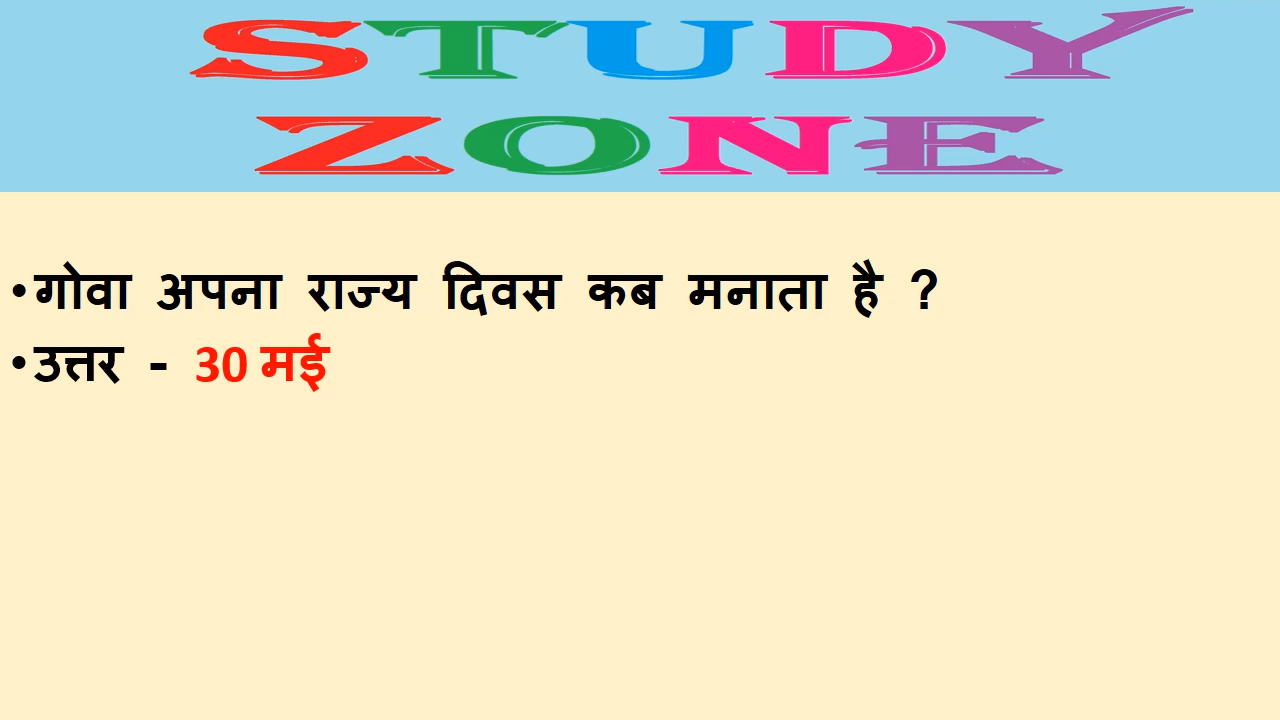 STUDY
ZONE
•गोवा अपना राज्य दिवस कब मनाता है ?
•उत्तर - 30 मई